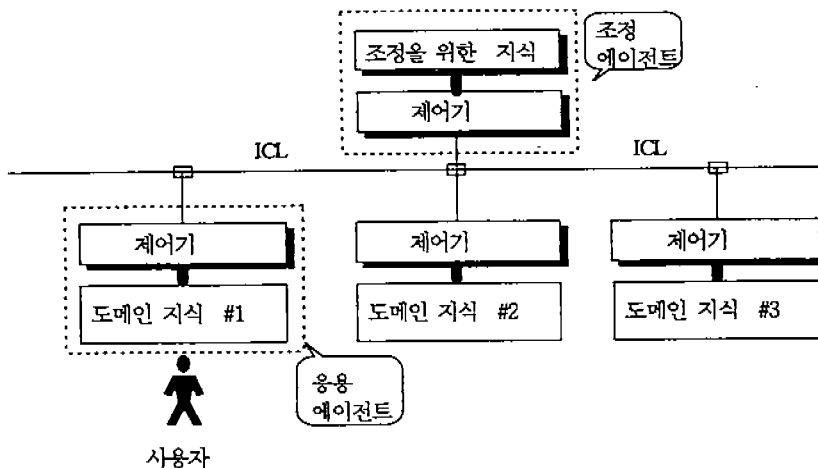 조정을 위한 지식
조정
에이전트
제어기
ICL
ICL
제어기
제어기
제어기
도메인 지식 #1
도메인 지식 #2
도메인 지식 #3
응용
에이전트
사용자